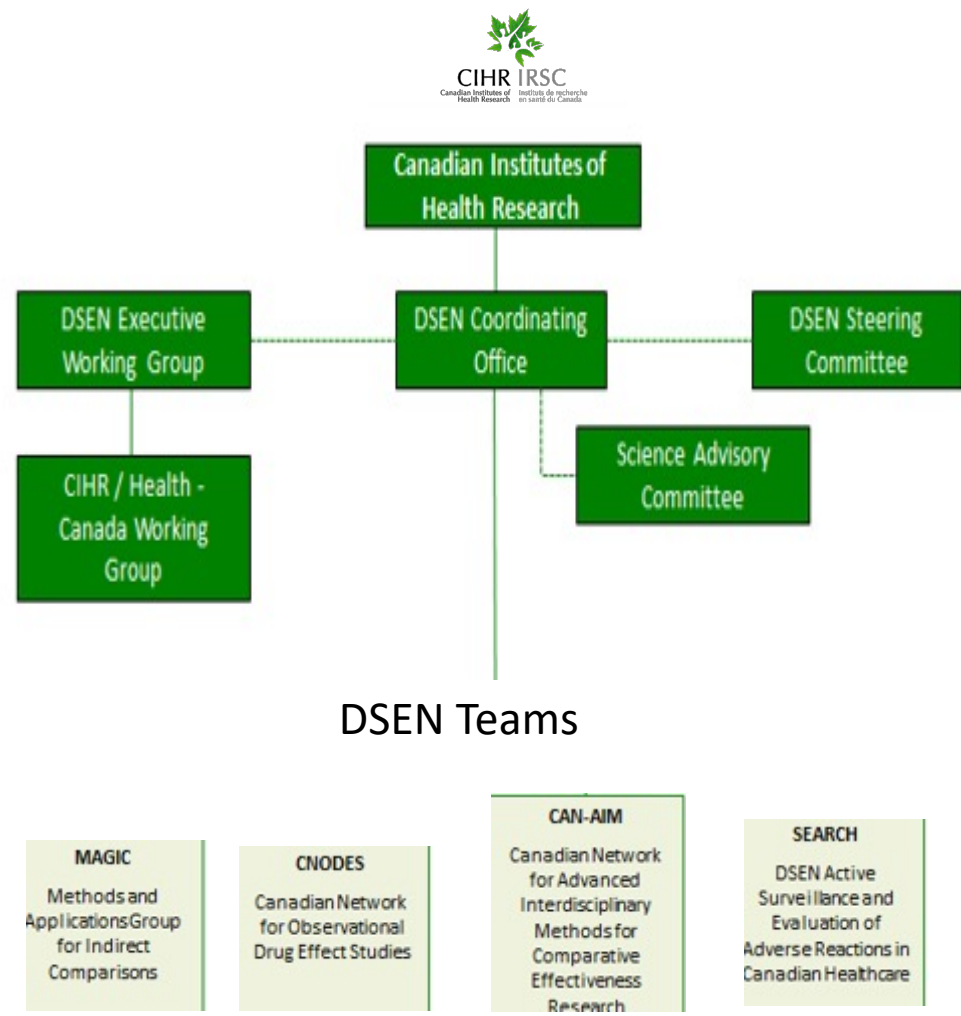 CIHR IRSC
Canadian Institutes of Health Research
Instituts de recherche en santé du Canada
Canadian Institutes of
Health Research
DSEN Executive
Working Group
DSEN Coordinating
Office
DSEN Steering
Committee
CIHR / Health -
Canada Working
Group
Science Advisory
Committee
DSEN Teams
MAGIC
Methods and
Applications Group
for Indirect
Comparisons
CNODES
Canadian Network
for Observational
Drug Effect Studies
CAN-AIM
Canadian Network
for Advanced
Interdisciplinary
Methods for
Comparative
Effectiveness
Research
SEARCH
DSEN Active
Surveillance and
Evaluation of
Adverse Reactions in
Canadian Healthcare